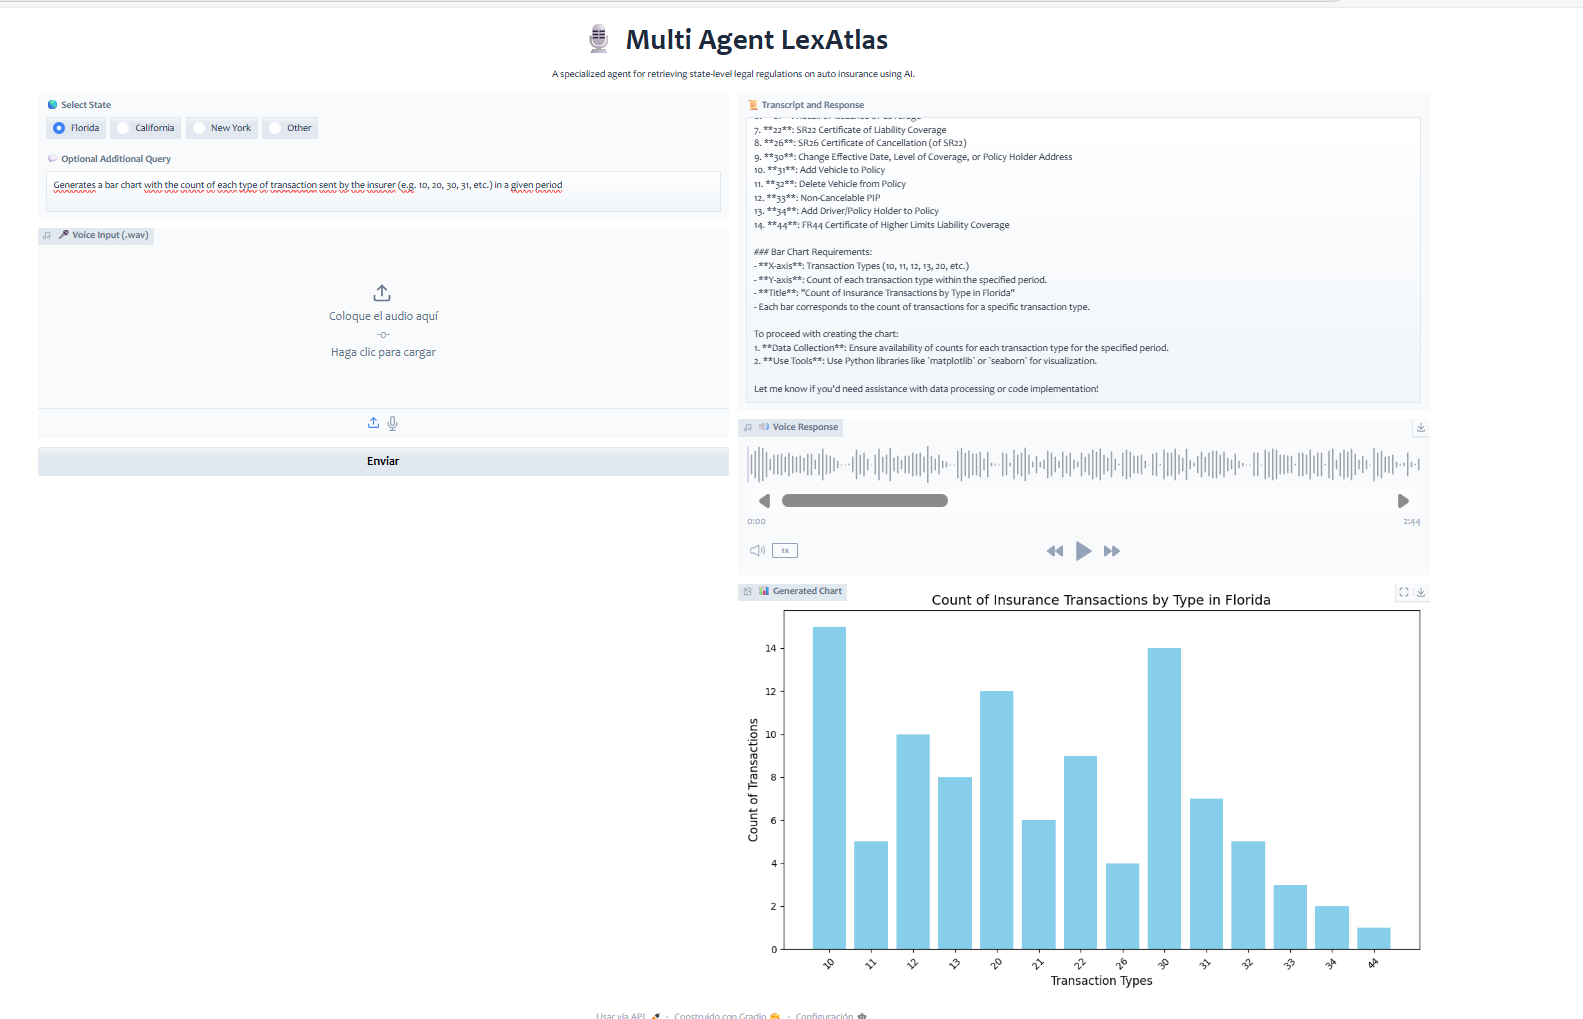 Multi Agent LexAtlas
A specialized agent for retrieving state-level legal regulations on auto insurance using AI.
Select State
Florida
California
New York
Other
Optional Additional Query
Generates a bar chart with the count of each type of transaction sent by the insurer (e.g. 10, 20, 30, 31, etc.) in a given period
Voice Input (.wav)
Coloque el audio aquí
-o-
Haga clic para cargar
Enviar
Transcript and Response
7. **22**: SR22 Certificate of Liability Coverage
8. **26**: SR26 Certificate of Cancellation (of SR22)
9. **30**: Change Effective Date, Level of Coverage, or Policy Holder Address
10. **31**: Add Vehicle to Policy
11. **32**: Delete Vehicle from Policy
12. **33**: Non-Cancelable PIP
13. **34**: Add Driver/Policy Holder to Policy
14. **44**: FR44 Certificate of Higher Limits Liability Coverage
### Bar Chart Requirements:
- **X-axis**: Transaction Types (10, 11, 12, 13, 20, etc.)
- **Y-axis**: Count of each transaction type within the specified period.
- **Title**: "Count of Insurance Transactions by Type in Florida"
- Each bar corresponds to the count of transactions for a specific transaction type.
To proceed with creating the chart:
1. **Data Collection**: Ensure availability of counts for each transaction type for the specified period.
2. **Use Tools**: Use Python libraries like `matplotlib` or `seaborn` for visualization.
Let me know if you'd need assistance with data processing or code implementation!
Voice Response
0:00
2:44
1x
Generated Chart
Count of Insurance Transactions by Type in Florida
Count of Transactions
14
12
10
8
6
4
2
0
10
11
12
13
20
21
22
26
30
31
32
33
34
44
Transaction Types
Usar vía API
·
Construido con Gradio
·
Configuración